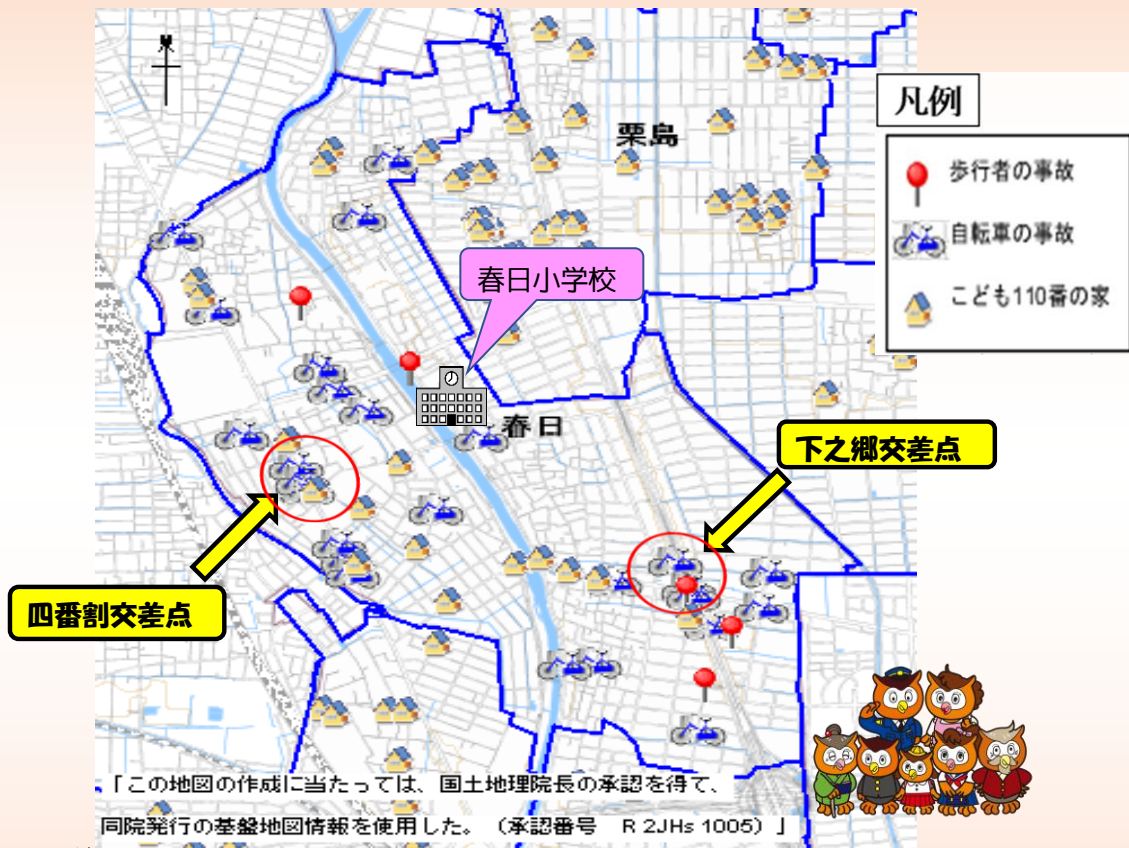 凡例
歩行者の事故
自転車の事故
こども110番の家
栗島
春日小学校
春日
下之郷交差点
四番割交差点
「この地図の作成に当たっては、国土地理院長の承認を得て、
同院発行の基盤地図情報を使用した。（承認番号　R 2JHs 1005）」